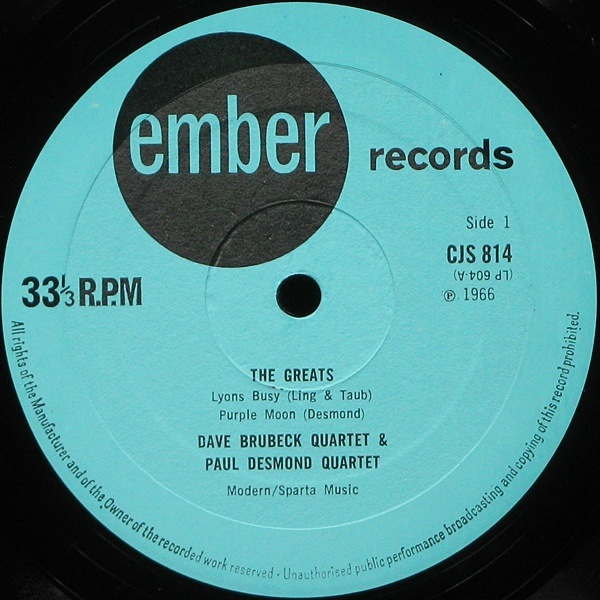 ember
records
Side 1
CJS 814
(LP 604-A)
℗ 1966
33 1/3 R.P.M
THE GREATS
Lyons Busy (Ling & Taub)
Purple Moon (Desmond)
DAVE BRUBECK QUARTET &
PAUL DESMOND QUARTET
Modern/Sparta Music
All rights of the Manufacturer and of the Owner of the recorded work reserved · Unauthorised public performance broadcasting and copying of this record prohibited.